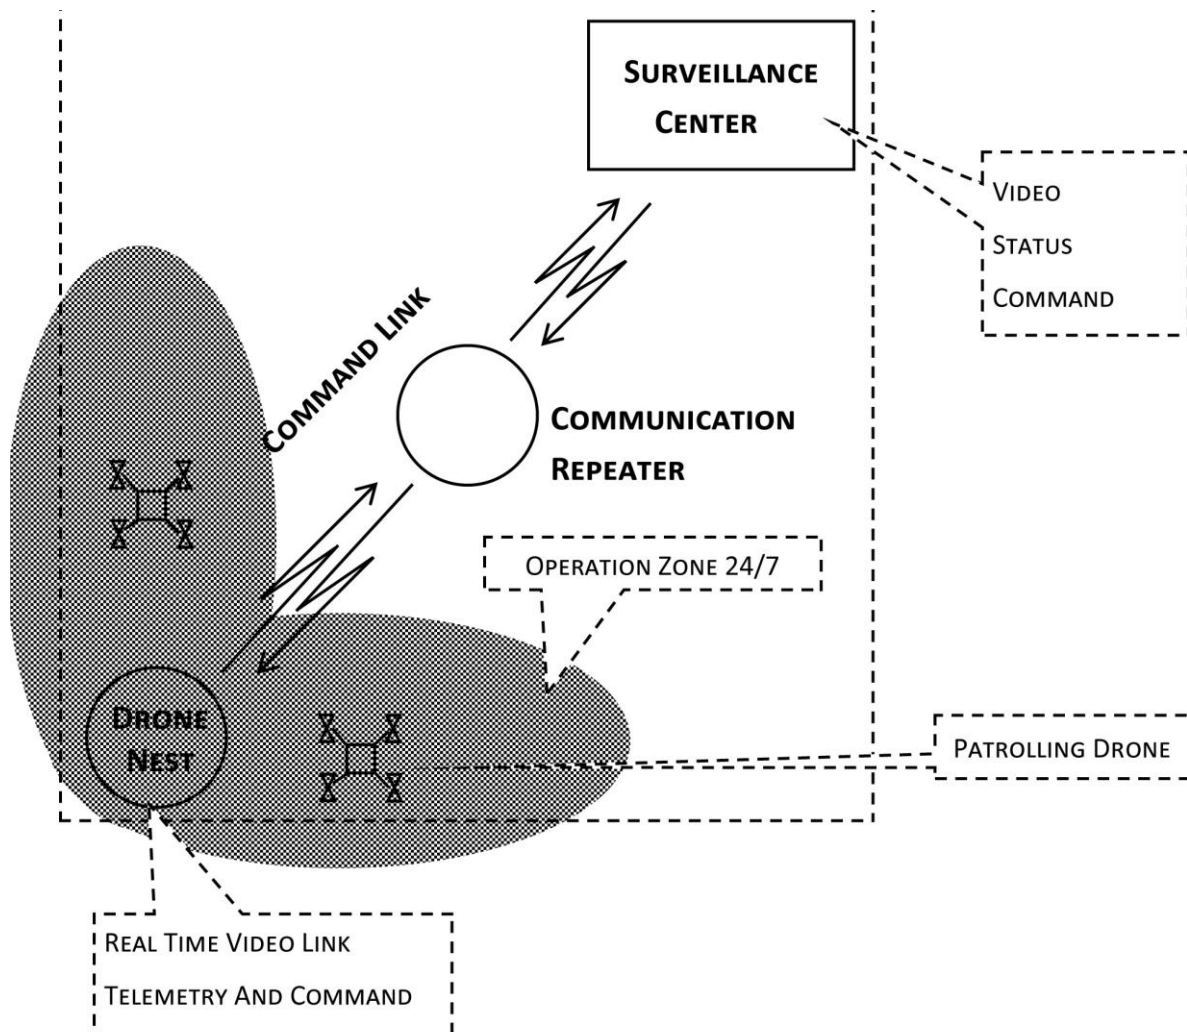 SURVEILLANCE
CENTER
VIDEO
STATUS
COMMAND
COMMAND LINK
COMMUNICATION
REPEATER
OPERATION ZONE 24/7
DRONE
NEST
PATROLLING DRONE
REAL TIME VIDEO LINK
TELEMETRY AND COMMAND